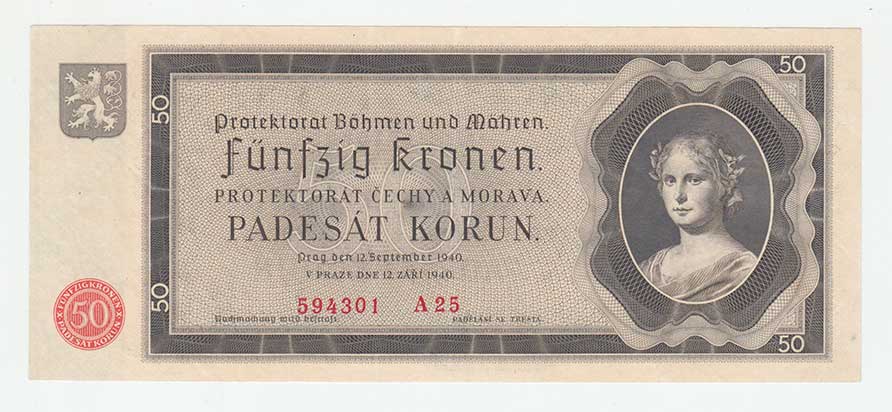 50
50
Protektorat Böhmen und Mähren.
Fünfzig Kronen.
PROTEKTORÁT ČECHY A MORAVA.
PADESÁT KORUN.
Prag den 12. September 1940.
V PRAZE DNE 12. ZÁŘÍ 1940.
594301 A 25
Nachmachung wird bestraft.
PADĚLÁNÍ SE TRESTÁ.
FÜNFZIG KRONEN
50
PADESÁT KORUN
50
50